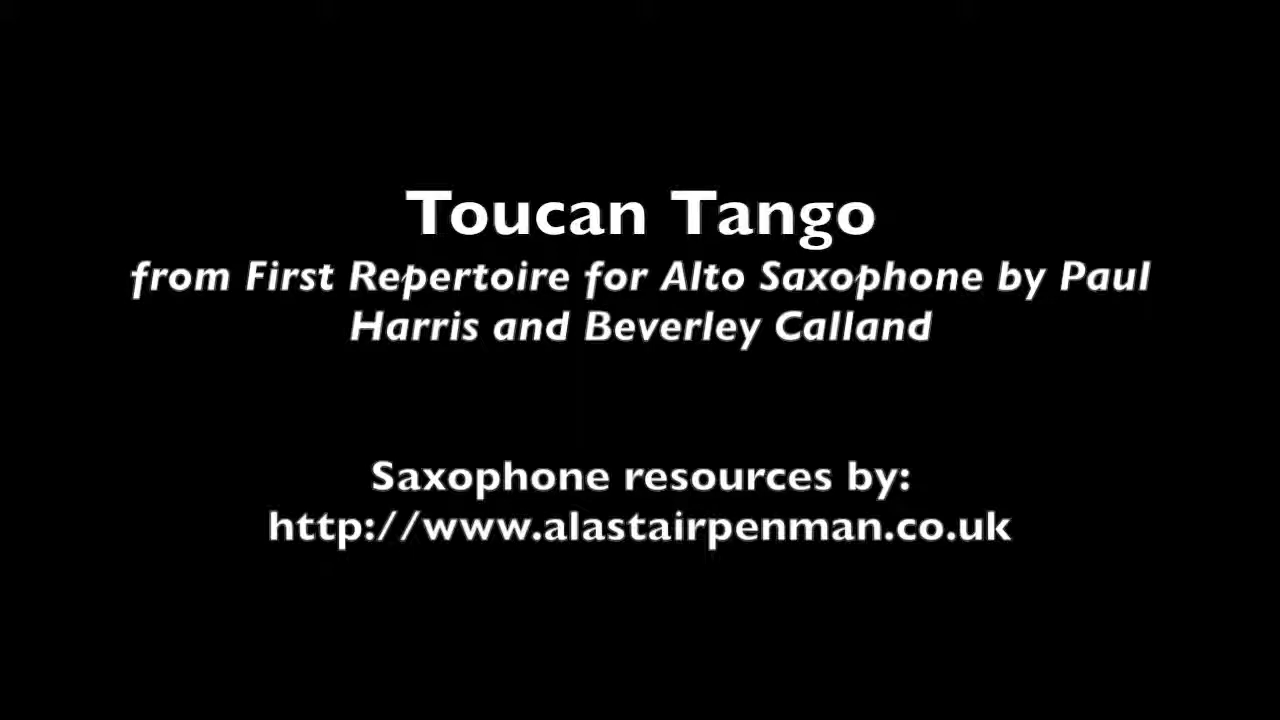 Toucan Tango
from First Repertoire for Alto Saxophone by Paul
Harris and Beverley Calland
Saxophone resources by:
http://www.alastairpenman.co.uk